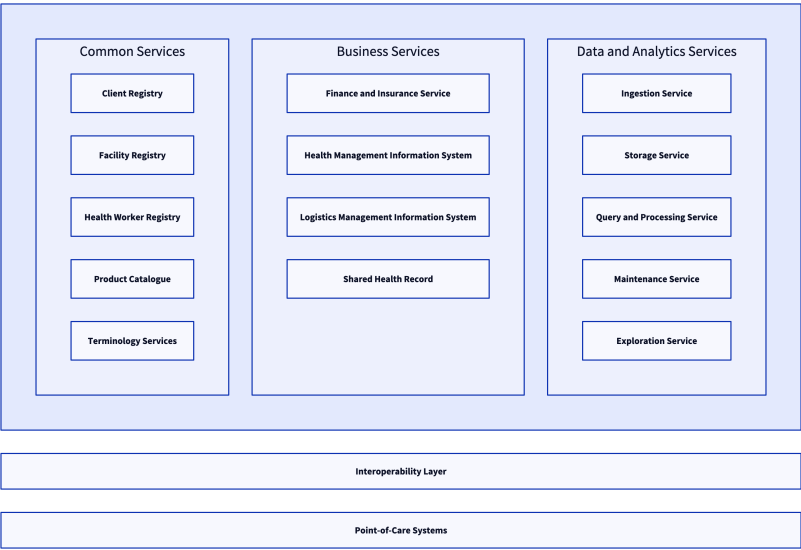 Common Services
Client Registry
Facility Registry
Health Worker Registry
Product Catalogue
Terminology Services
Business Services
Finance and Insurance Service
Health Management Information System
Logistics Management Information System
Shared Health Record
Data and Analytics Services
Ingestion Service
Storage Service
Query and Processing Service
Maintenance Service
Exploration Service
Interoperability Layer
Point-of-Care Systems